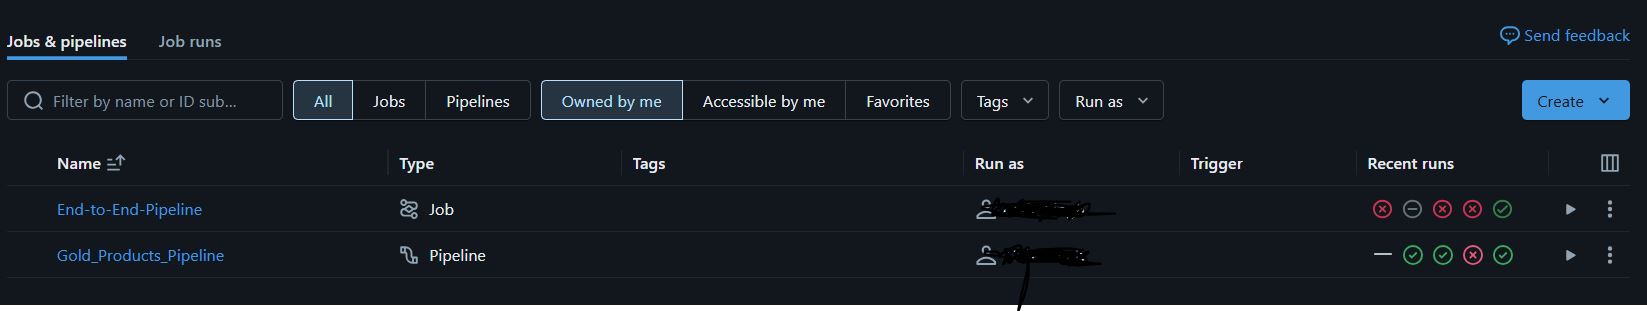 Jobs & pipelines Job runs
Send feedback
Filter by name or ID sub... All Jobs Pipelines Owned by me Accessible by me Favorites Tags Run as Create
Name Type Tags Run as Trigger Recent runs
End-to-End-Pipeline Job
Gold_Products_Pipeline Pipeline